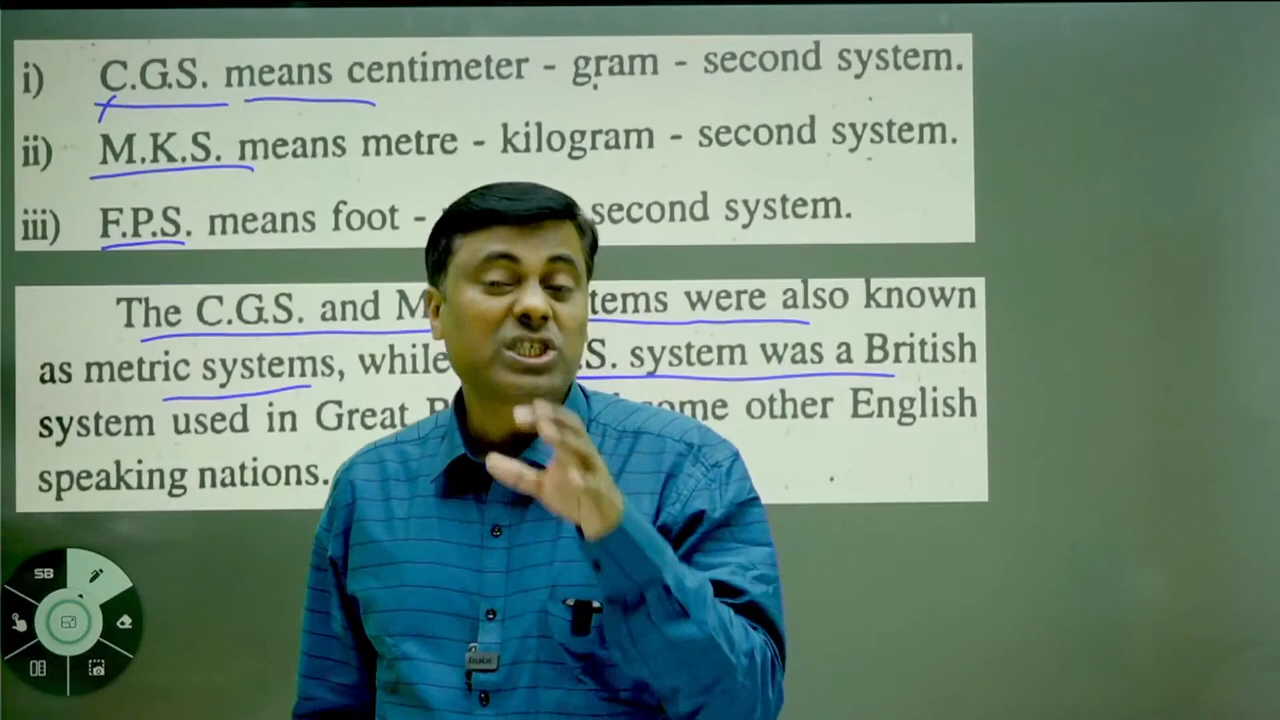 i) C.G.S. means centimeter - gram - second system.
ii) M.K.S. means metre - kilogram - second system.
iii) F.P.S. means foot - second system.
The C.G.S. and M tems were also known
as metric systems, while .S. system was a British
system used in Great ome other English
speaking nations.
SB